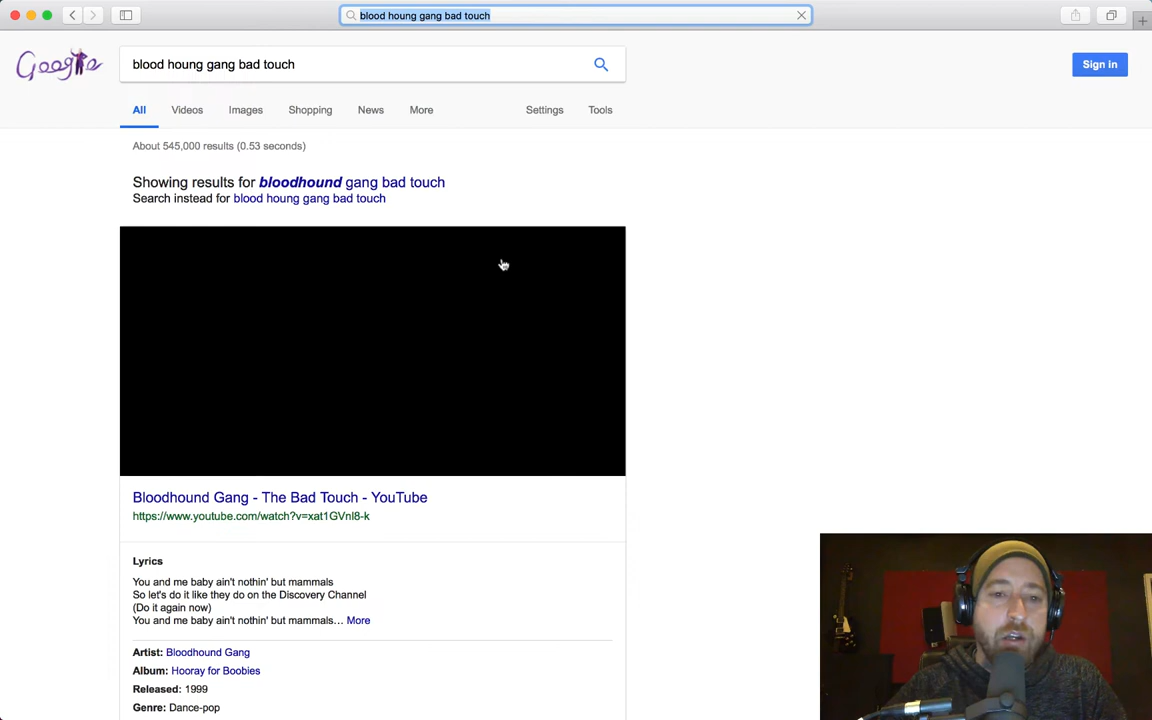 blood houng gang bad touch
Google
blood houng gang bad touch
Sign in
All Videos Images Shopping News More Settings Tools
About 545,000 results (0.53 seconds)
Showing results for bloodhound gang bad touch
Search instead for blood houng gang bad touch
Bloodhound Gang - The Bad Touch - YouTube
https://www.youtube.com/watch?v=xat1GVnl8-k
Lyrics
You and me baby ain't nothin' but mammals
So let's do it like they do on the Discovery Channel
(Do it again now)
You and me baby ain't nothin' but mammals... More
Artist: Bloodhound Gang
Album: Hooray for Boobies
Released: 1999
Genre: Dance-pop